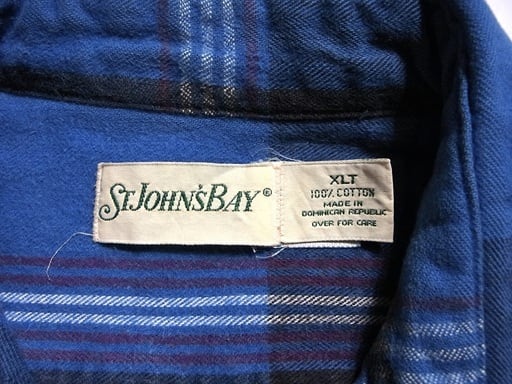 St. John's Bay®
XLT
100% COTTON
MADE IN
DOMINICAN REPUBLIC
OVER FOR CARE